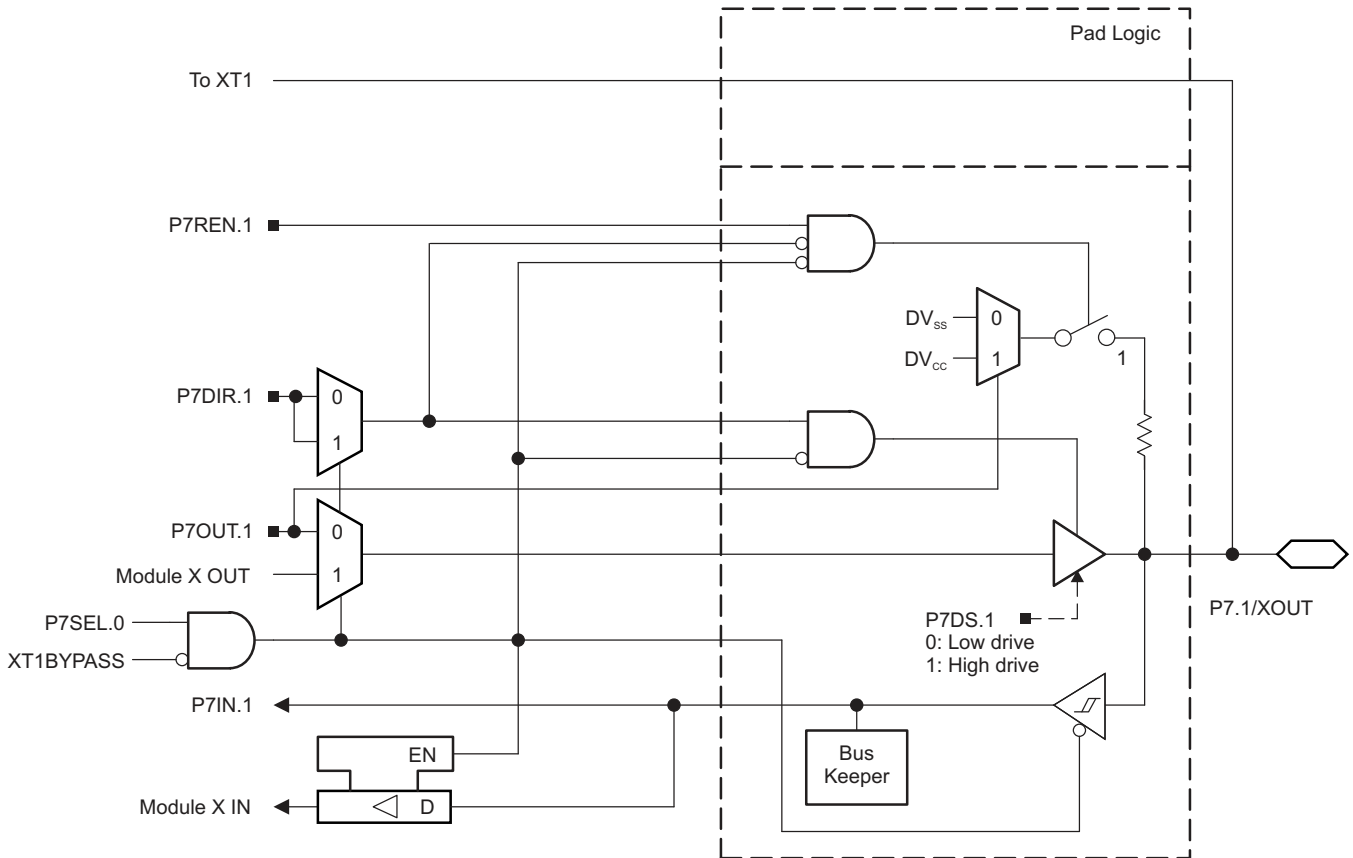 Pad Logic
To XT1
P7REN.1
DVSS
0
DVCC
1
1
P7DIR.1
0
1
P7OUT.1
0
Module X OUT
1
P7SEL.0
XT1BYPASS
P7DS.1
0: Low drive
1: High drive
P7.1/XOUT
P7IN.1
EN
Bus
Keeper
Module X IN
D